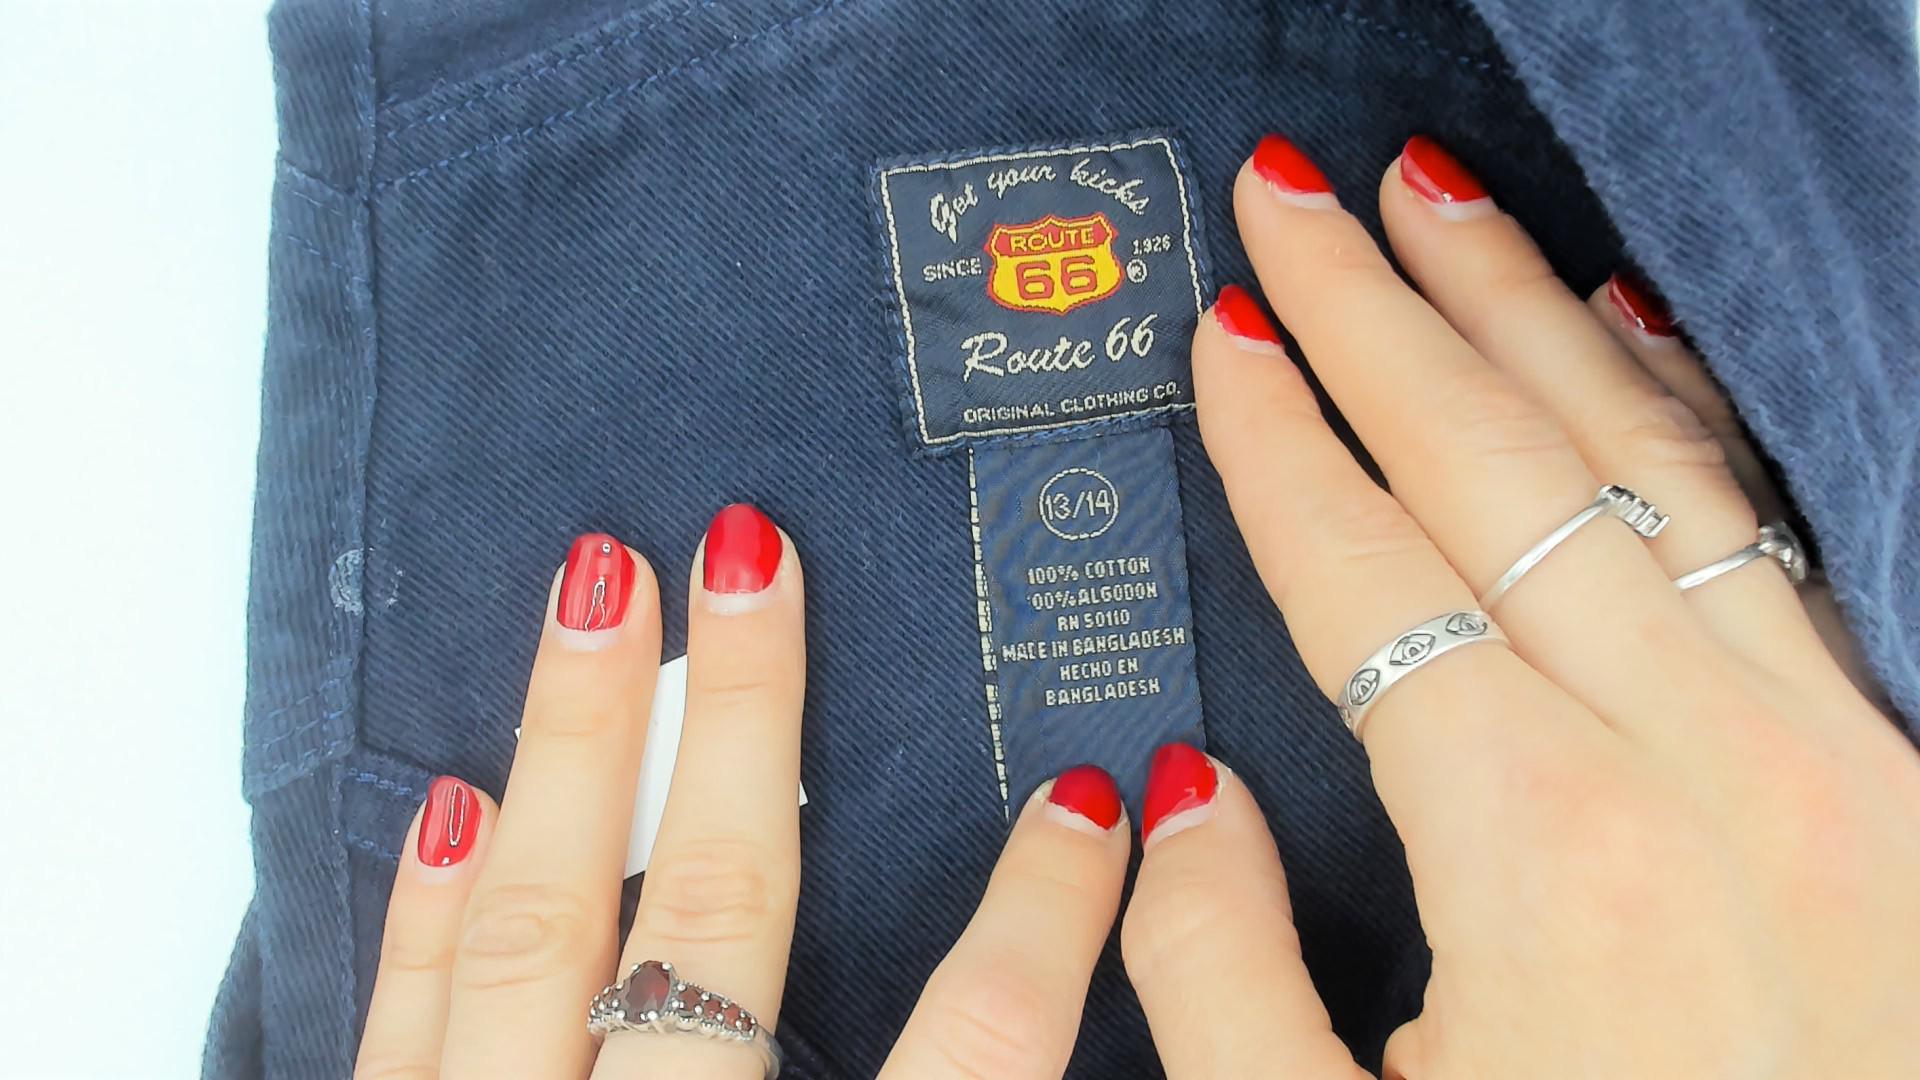 Get your kicks
ROUTE
SINCE 66 ® 1926
Route 66
ORIGINAL CLOTHING CO.
13/14
100% COTTON
100% ALGODON
RN 50110
MADE IN BANGLADESH
HECHO EN
BANGLADESH